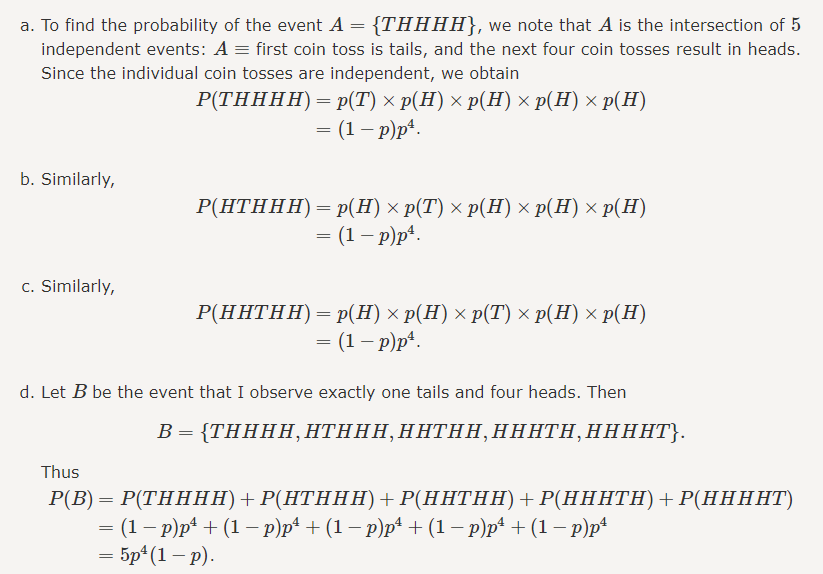 a. To find the probability of the event A = {THHHH}, we note that A is the intersection of 5
independent events: A ≡ first coin toss is tails, and the next four coin tosses result in heads.
Since the individual coin tosses are independent, we obtain
P(THHHH) = p(T) × p(H) × p(H) × p(H) × p(H)
= (1 − p)p⁴.
b. Similarly,
P(HTHHH) = p(H) × p(T) × p(H) × p(H) × p(H)
= (1 − p)p⁴.
c. Similarly,
P(HHTHH) = p(H) × p(H) × p(T) × p(H) × p(H)
= (1 − p)p⁴.
d. Let B be the event that I observe exactly one tails and four heads. Then
B = {THHHH, HTHHH, HHTHH, HHHTH, HHHHT}.
Thus
P(B) = P(THHHH) + P(HTHHH) + P(HHTHH) + P(HHHTH) + P(HHHHT)
= (1 − p)p⁴ + (1 − p)p⁴ + (1 − p)p⁴ + (1 − p)p⁴ + (1 − p)p⁴
= 5p⁴(1 − p).